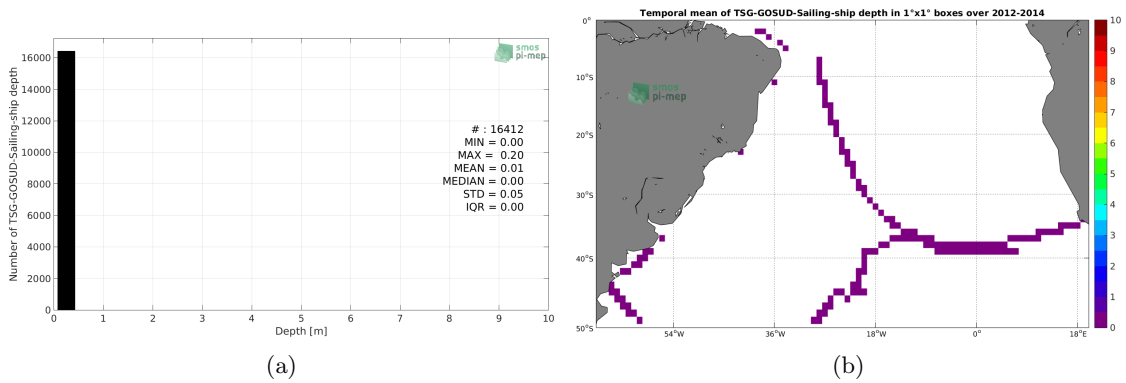 Number of TSG-GOSUD-Sailing-ship depth
16000
14000
12000
10000
8000
6000
4000
2000
0
smos
pi-mep
# : 16412
MIN = 0.00
MAX = 0.20
MEAN = 0.01
MEDIAN = 0.00
STD = 0.05
IQR = 0.00
0 1 2 3 4 5 6 7 8 9 10
Depth [m]
(a)
Temporal mean of TSG-GOSUD-Sailing-ship depth in 1°x1° boxes over 2012-2014
0°
10°S
20°S
30°S
40°S
50°S
smos
pi-mep
54°W 36°W 18°W 0° 18°E
10
9
8
7
6
5
4
3
2
1
0
(b)